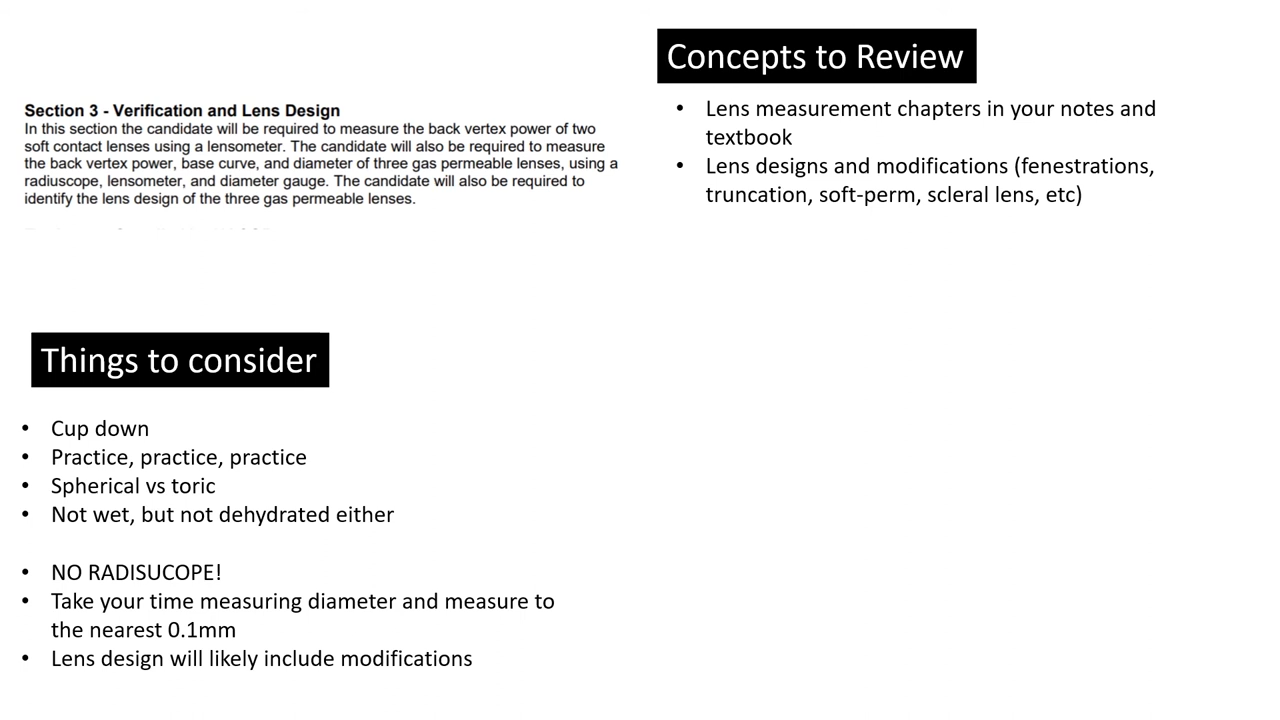 Section 3 - Verification and Lens Design
In this section the candidate will be required to measure the back vertex power of two
soft contact lenses using a lensometer. The candidate will also be required to measure
the back vertex power, base curve, and diameter of three gas permeable lenses, using a
radiuscope, lensometer, and diameter gauge. The candidate will also be required to
identify the lens design of the three gas permeable lenses.
Concepts to Review
• Lens measurement chapters in your notes and
textbook
• Lens designs and modifications (fenestrations,
truncation, soft-perm, scleral lens, etc)
Things to consider
• Cup down
• Practice, practice, practice
• Spherical vs toric
• Not wet, but not dehydrated either
• NO RADISUCOPE!
• Take your time measuring diameter and measure to
the nearest 0.1mm
• Lens design will likely include modifications